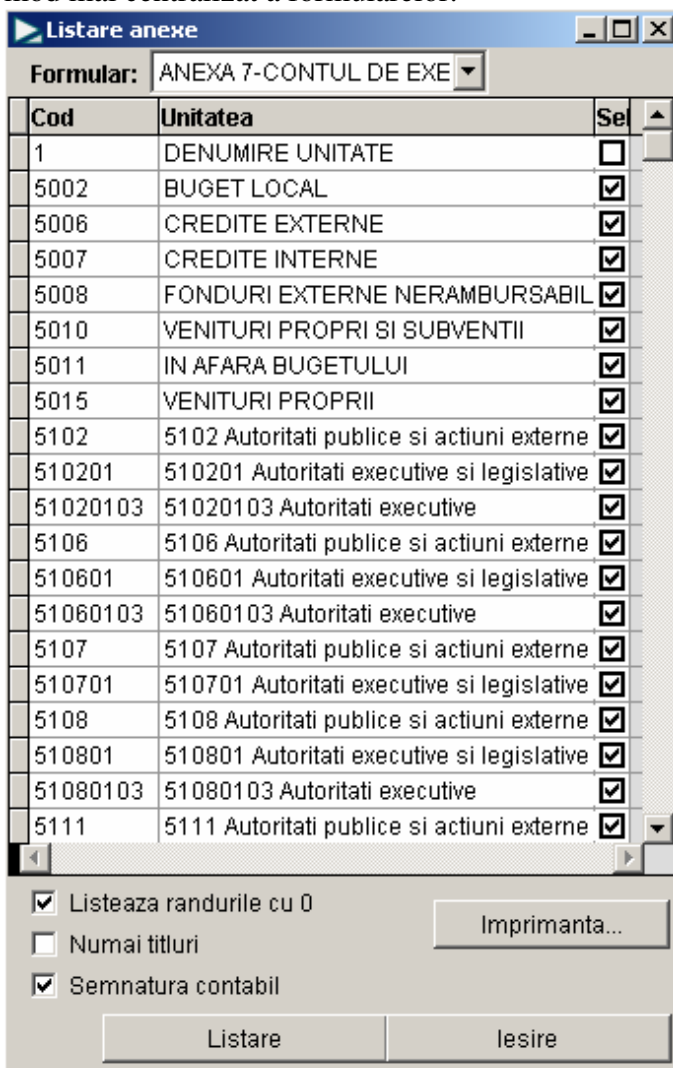 Listare anexe
Formular: ANEXA 7-CONTUL DE EXE
Cod Unitatea Sel
1 DENUMIRE UNITATE
5002 BUGET LOCAL
5006 CREDITE EXTERNE
5007 CREDITE INTERNE
5008 FONDURI EXTERNE NERAMBURSABIL
5010 VENITURI PROPRI SI SUBVENTII
5011 IN AFARA BUGETULUI
5015 VENITURI PROPRII
5102 5102 Autoritati publice si actiuni externe
510201 510201 Autoritati executive si legislative
51020103 51020103 Autoritati executive
5106 5106 Autoritati publice si actiuni externe
510601 510601 Autoritati executive si legislative
51060103 51060103 Autoritati executive
5107 5107 Autoritati publice si actiuni externe
510701 510701 Autoritati executive si legislative
5108 5108 Autoritati publice si actiuni externe
510801 510801 Autoritati executive si legislative
51080103 51080103 Autoritati executive
5111 5111 Autoritati publice si actiuni externe
Listeaza randurile cu 0
Imprimanta...
Numai titluri
Semnatura contabil
Listare Iesire